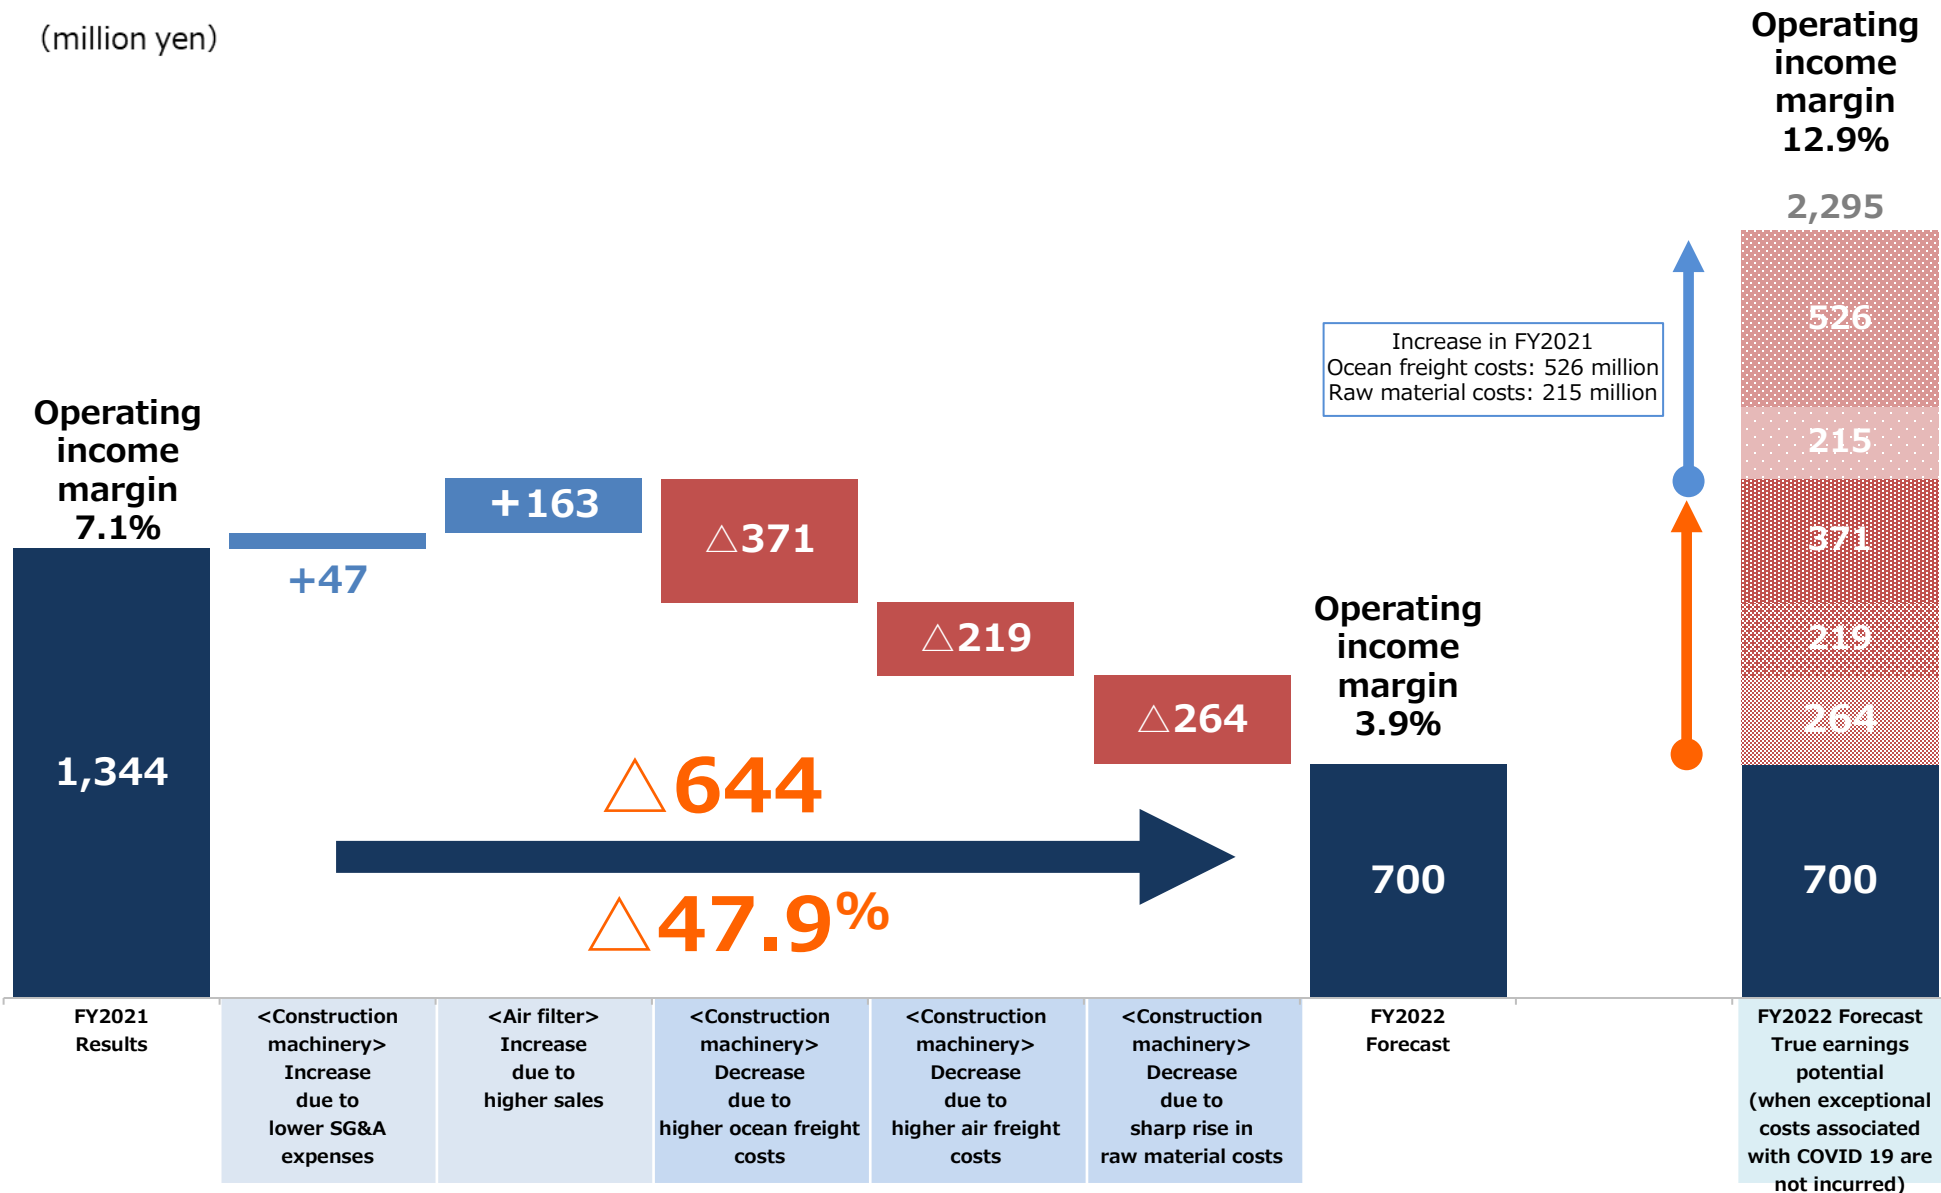 （million yen）
Operating
income
margin
12.9%
2,295
526
215
371
219
264
700
Increase in FY2021
Ocean freight costs: 526 million
Raw material costs: 215 million
Operating
income
margin
7.1%
1,344
+47
+163
△371
△219
△264
Operating
income
margin
3.9%
700
△644
△47.9%
FY2021
Results
<Construction
machinery>
Increase
due to
lower SG&A
expenses
<Air filter>
Increase
due to
higher sales
<Construction
machinery>
Decrease
due to
higher ocean freight
costs
<Construction
machinery>
Decrease
due to
higher air freight
costs
<Construction
machinery>
Decrease
due to
sharp rise in
raw material costs
FY2022
Forecast
FY2022 Forecast
True earnings
potential
(when exceptional
costs associated
with COVID 19 are
not incurred)